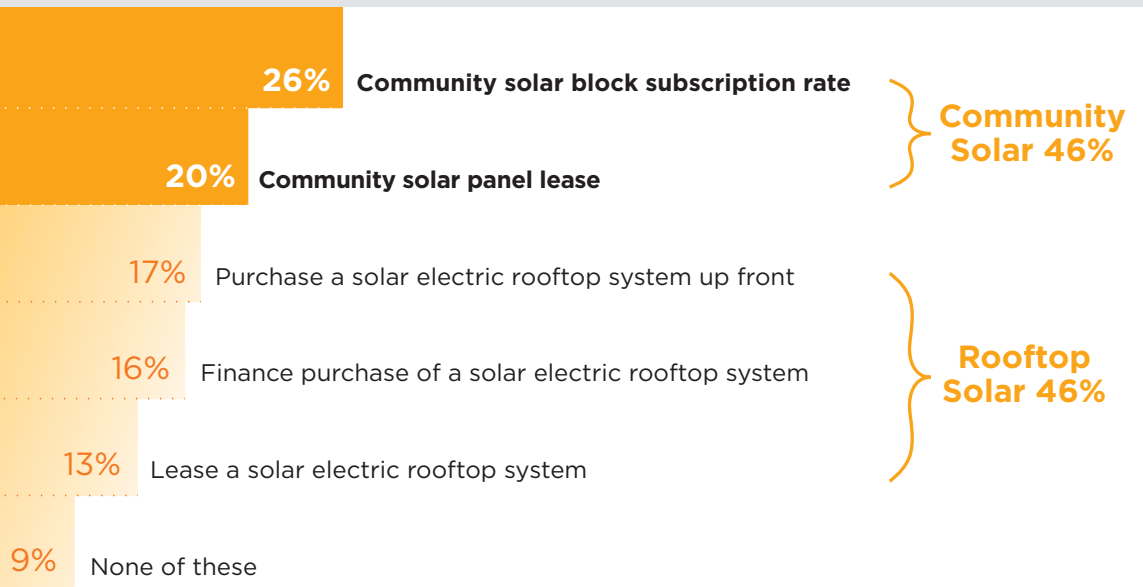 26% Community solar block subscription rate
Community
Solar 46%
20% Community solar panel lease
17% Purchase a solar electric rooftop system up front
16% Finance purchase of a solar electric rooftop system
Rooftop
Solar 46%
13% Lease a solar electric rooftop system
9% None of these